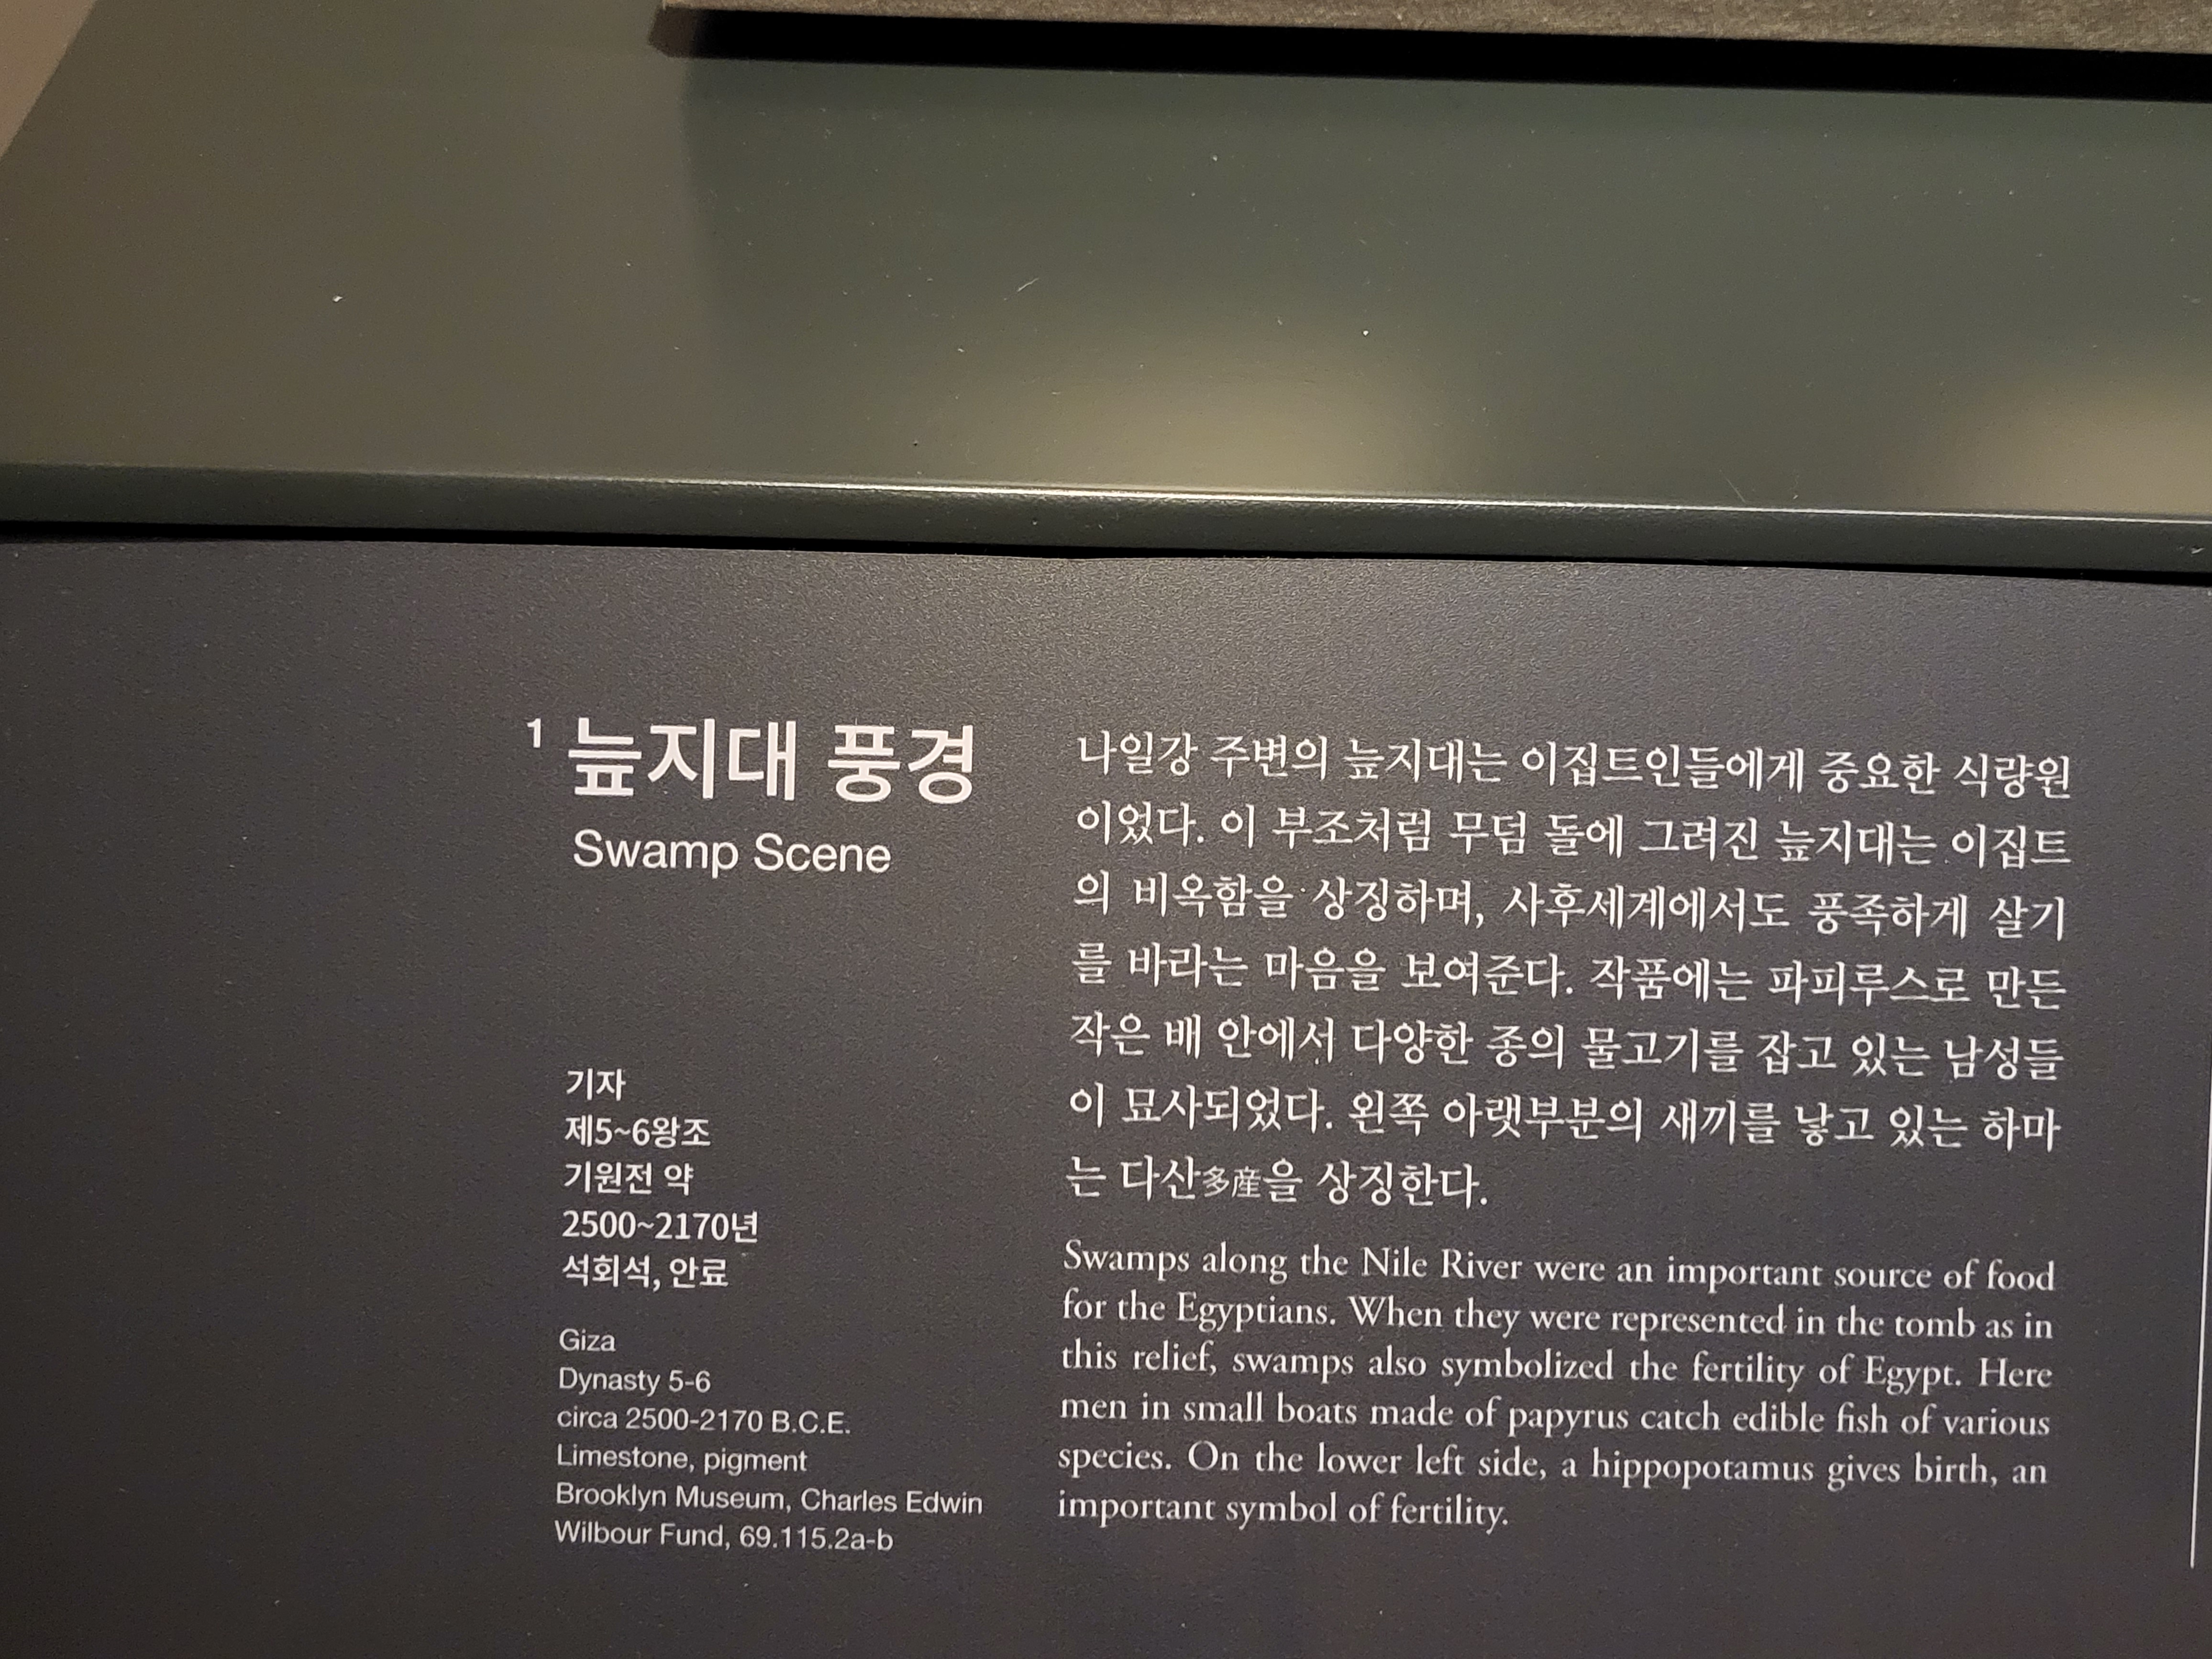 1 늪지대 풍경
Swamp Scene
기자
제5~6왕조
기원전 약
2500~2170년
석회석, 안료
Giza
Dynasty 5-6
circa 2500-2170 B.C.E.
Limestone, pigment
Brooklyn Museum, Charles Edwin
Wilbour Fund, 69.115.2a-b
나일강 주변의 늪지대는 이집트인들에게 중요한 식량원
이었다. 이 부조처럼 무덤 돌에 그려진 늪지대는 이집트
의 비옥함을 상징하며, 사후세계에서도 풍족하게 살기
를 바라는 마음을 보여준다. 작품에는 파피루스로 만든
작은 배 안에서 다양한 종의 물고기를 잡고 있는 남성들
이 묘사되었다. 왼쪽 아랫부분의 새끼를 낳고 있는 하마
는 다산多産을 상징한다.
Swamps along the Nile River were an important source of food
for the Egyptians. When they were represented in the tomb as in
this relief, swamps also symbolized the fertility of Egypt. Here
men in small boats made of papyrus catch edible fish of various
species. On the lower left side, a hippopotamus gives birth, an
important symbol of fertility.